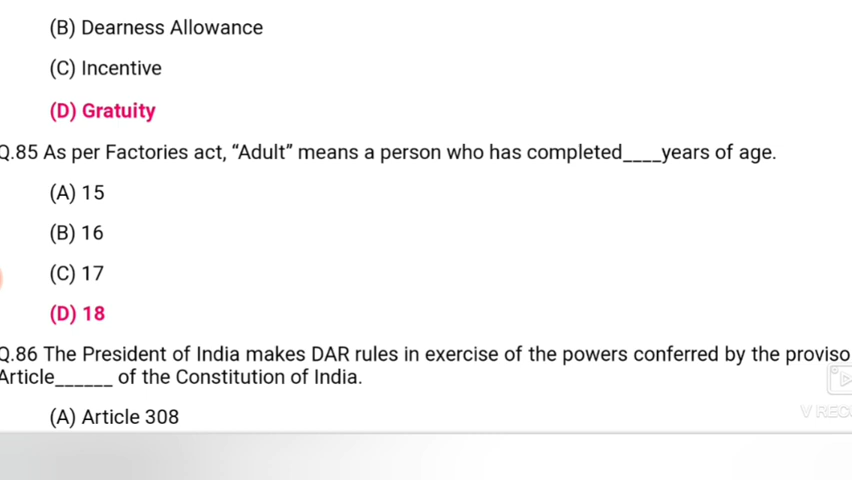 (B) Dearness Allowance
(C) Incentive
(D) Gratuity
Q.85 As per Factories act, “Adult” means a person who has completed____years of age.
(A) 15
(B) 16
(C) 17
(D) 18
Q.86 The President of India makes DAR rules in exercise of the powers conferred by the proviso
Article______ of the Constitution of India.
(A) Article 308
V RECO